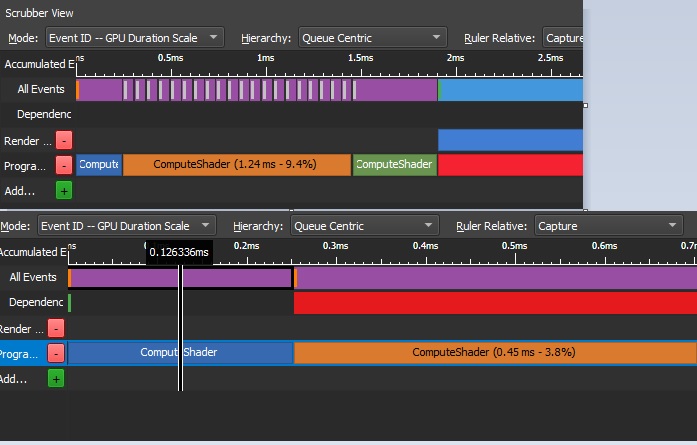 Scrubber View
Mode: Event ID -- GPU Duration Scale Hierarchy: Queue Centric Ruler Relative: Capture
Accumulated E ns 0.5ms 1ms 1.5ms 2ms 2.5ms
All Events
Dependenc
Render ... -
Progra... - Compute ComputeShader (1.24 ms - 9.4%) ComputeShader
Add... +
Mode: Event ID -- GPU Duration Scale Hierarchy: Queue Centric Ruler Relative: Capture
Accumulated E 0.126336ms 0.2ms 0.3ms 0.4ms 0.5ms 0.6ms 0.7m
All Events
Dependenc
Render ... -
Progra... - ComputeShader ComputeShader (0.45 ms - 3.8%)
Add... +